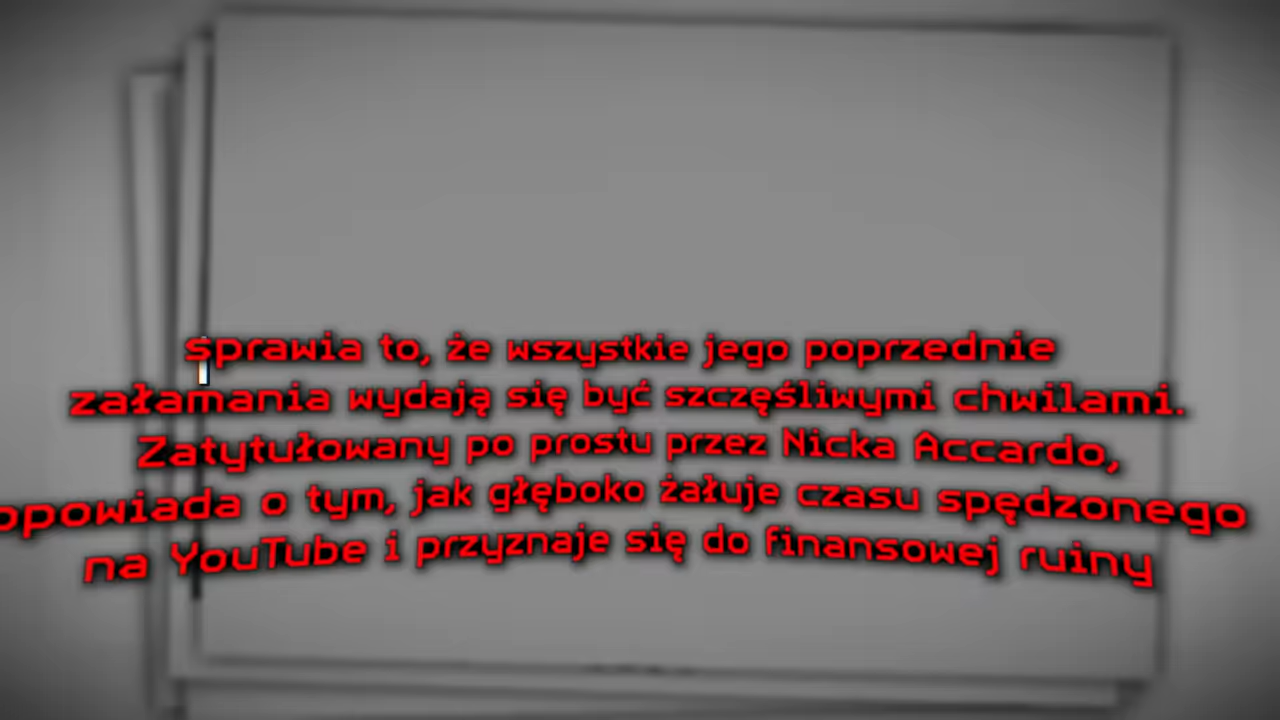 sprawia to, że wszystkie jego poprzednie
załamania wydają się być szczęśliwymi chwilami.
Zatytułowany po prostu przez Nicka Accardo,
opowiada o tym, jak głęboko żałuje czasu spędzonego
na YouTube i przyznaje się do finansowej ruiny